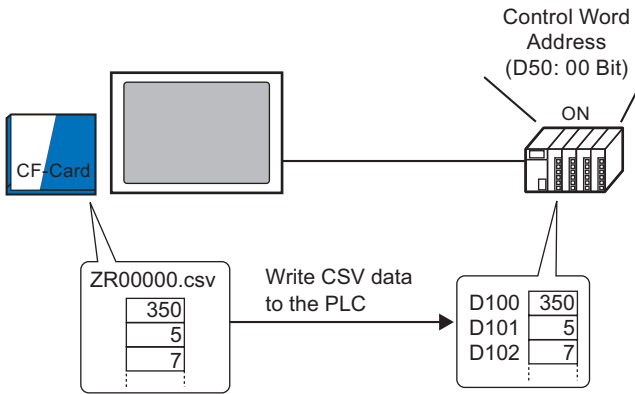 Control Word
Address
(D50: 00 Bit)
ON
CF-Card
ZR00000.csv
350
5
7
Write CSV data
to the PLC
D100 350
D101 5
D102 7